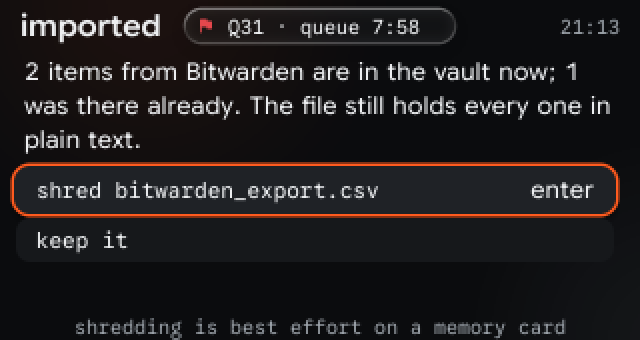 imported
Q31 · queue 7:58
21:13
2 items from Bitwarden are in the vault now; 1
was there already. The file still holds every one in
plain text.
shred bitwarden_export.csv
enter
keep it
shredding is best effort on a memory card